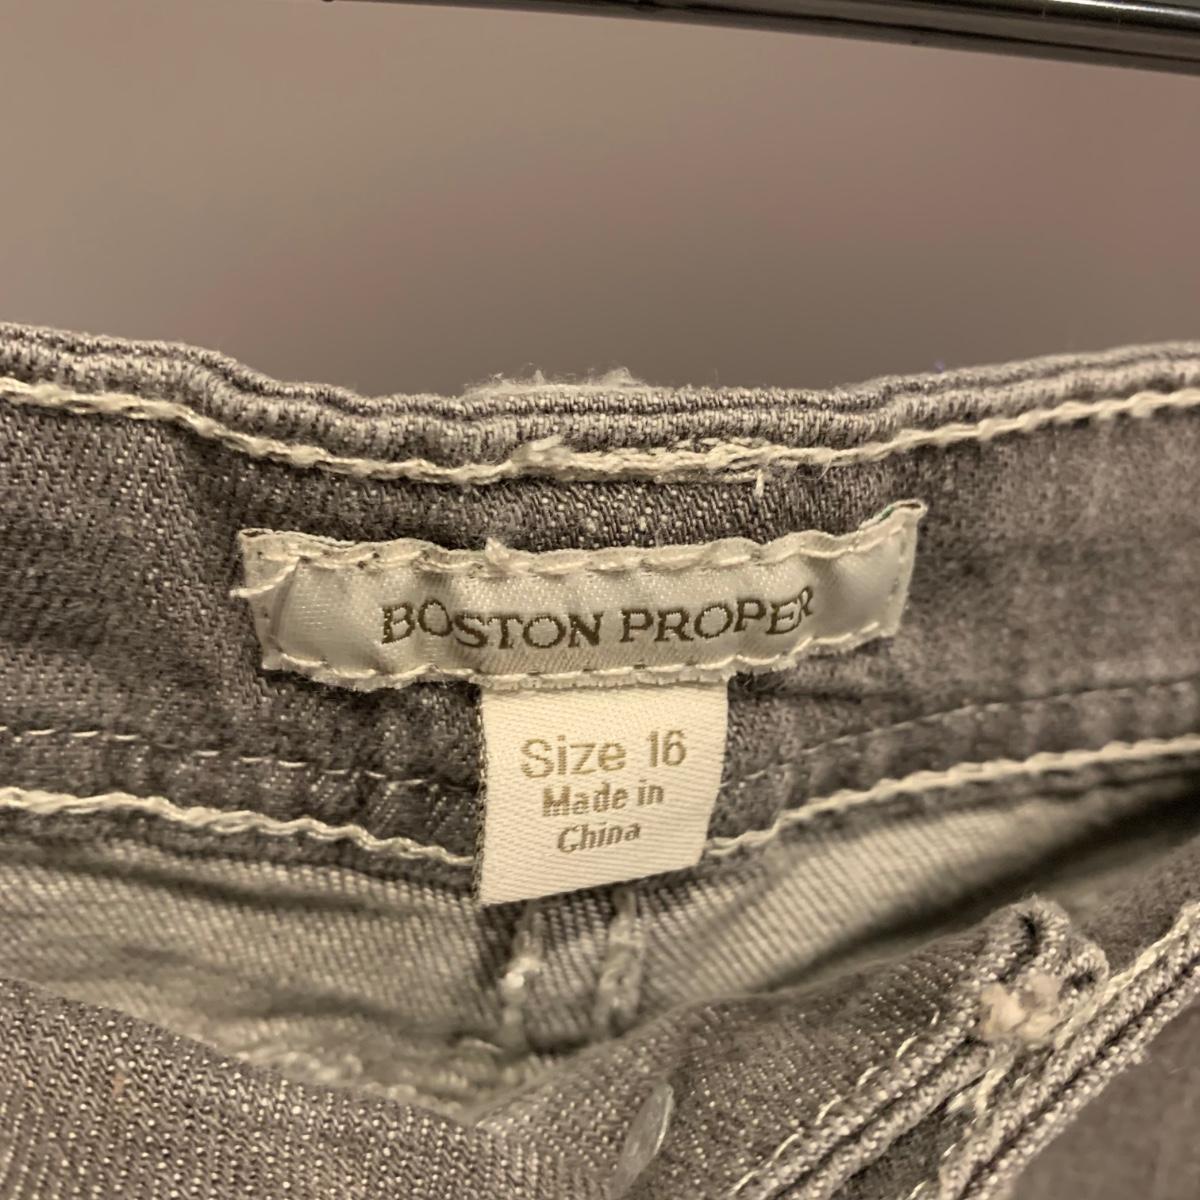 BOSTON PROPER
Size 16
Made in
China